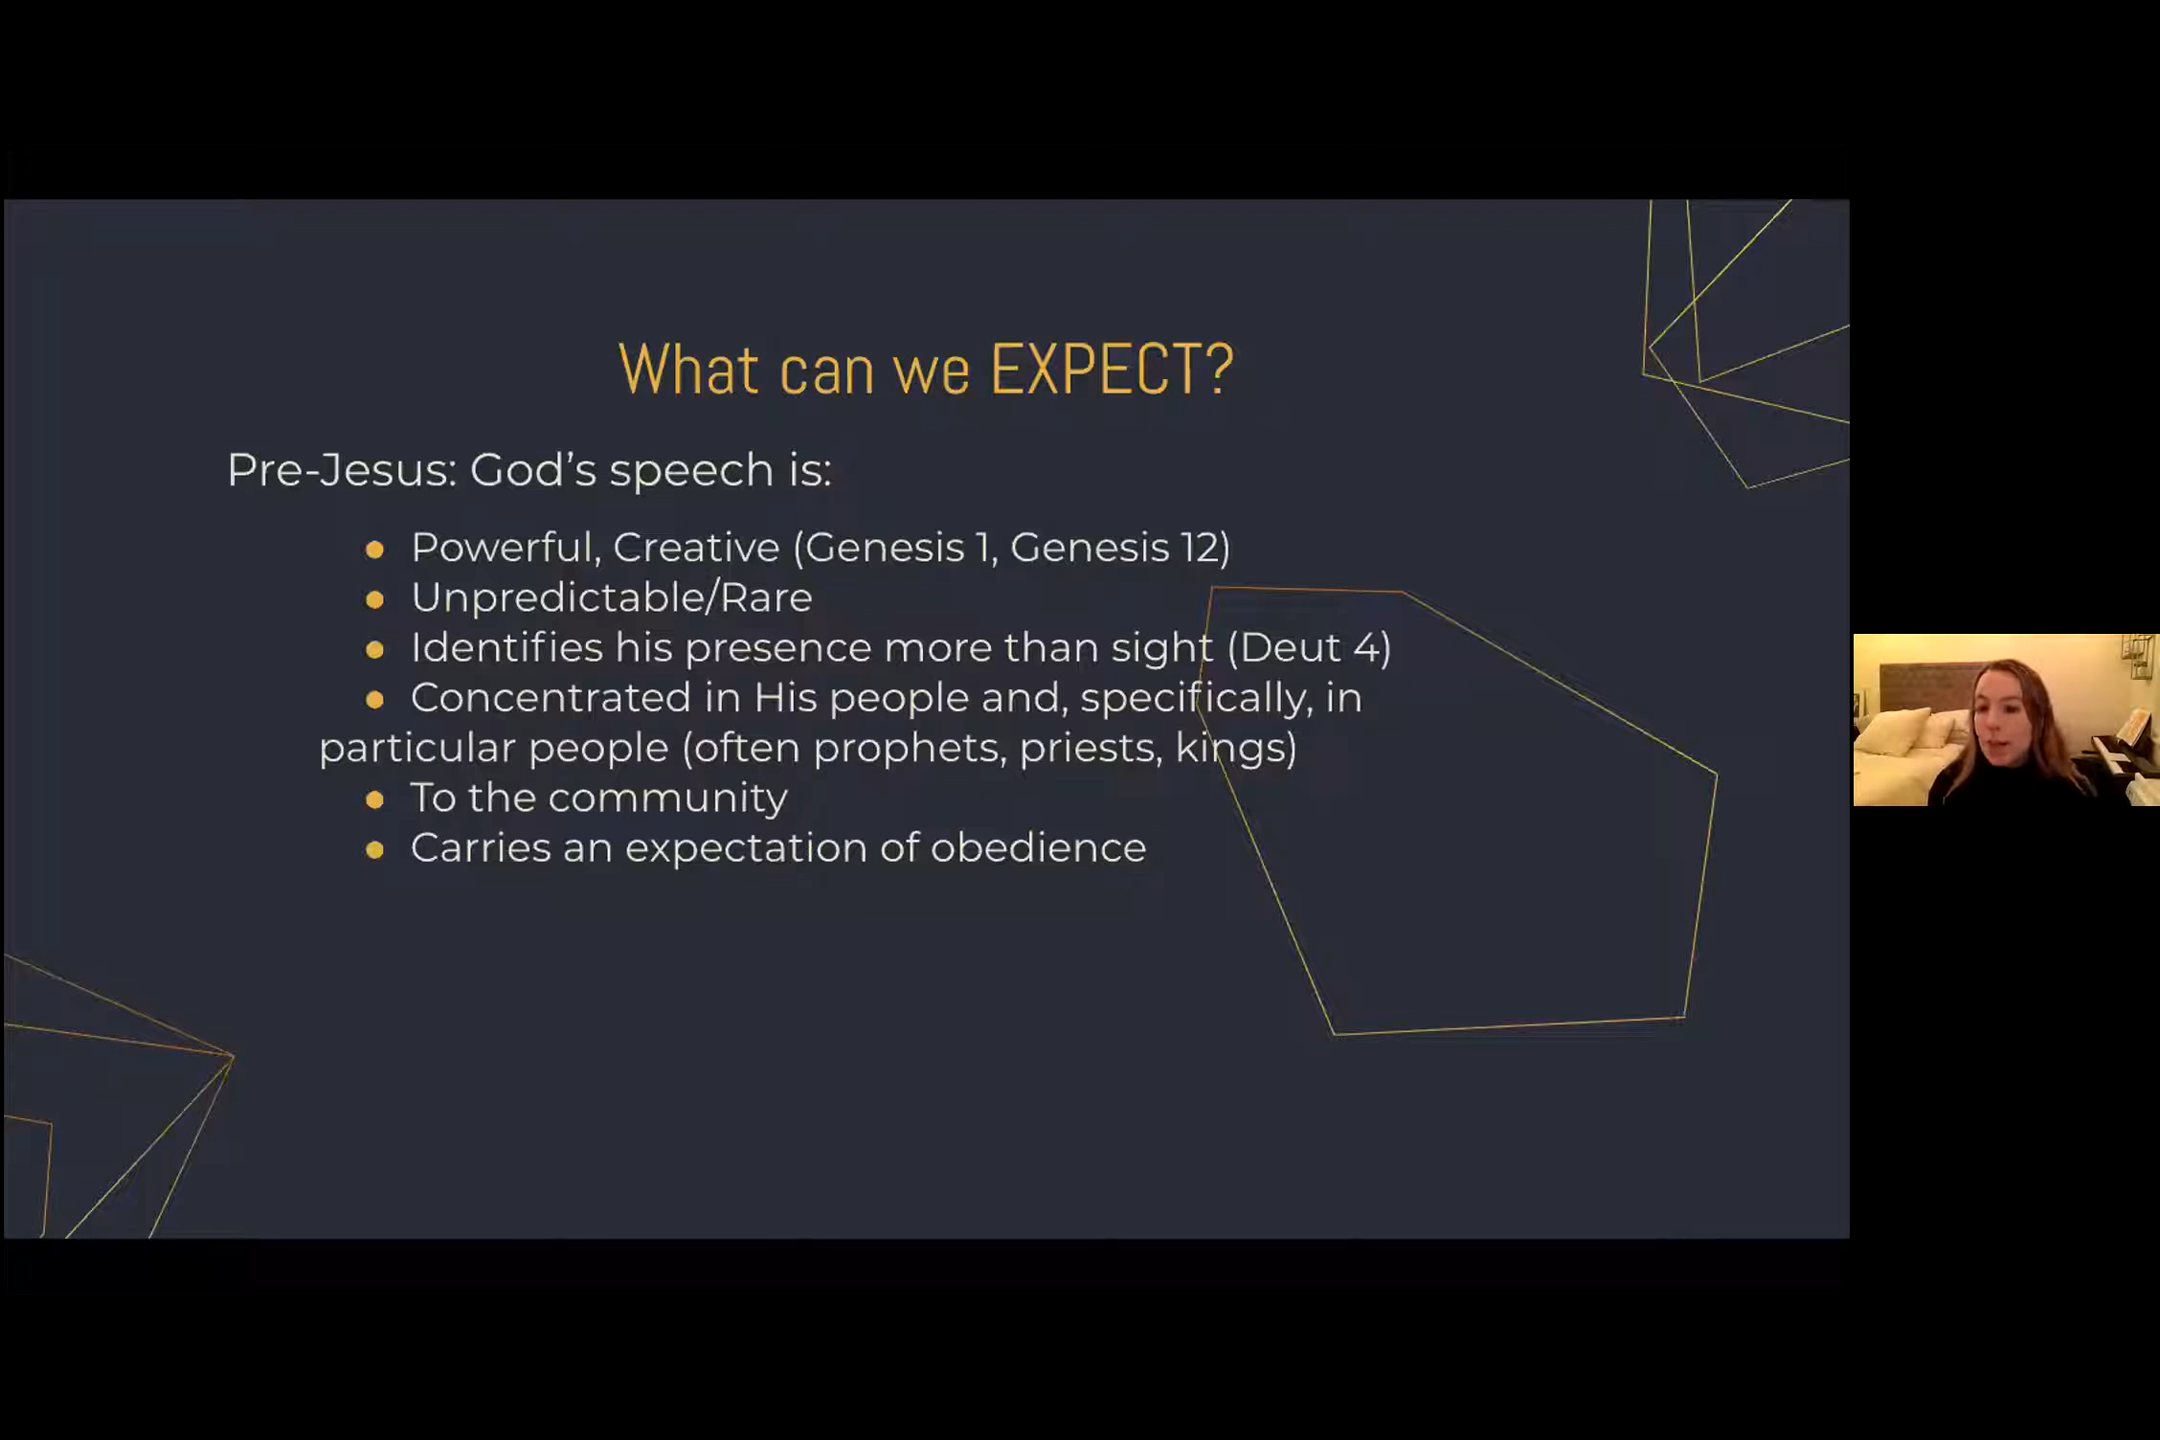 What can we EXPECT?
Pre-Jesus: God’s speech is:
● Powerful, Creative (Genesis 1, Genesis 12)
● Unpredictable/Rare
● Identifies his presence more than sight (Deut 4)
● Concentrated in His people and, specifically, in
particular people (often prophets, priests, kings)
● To the community
● Carries an expectation of obedience